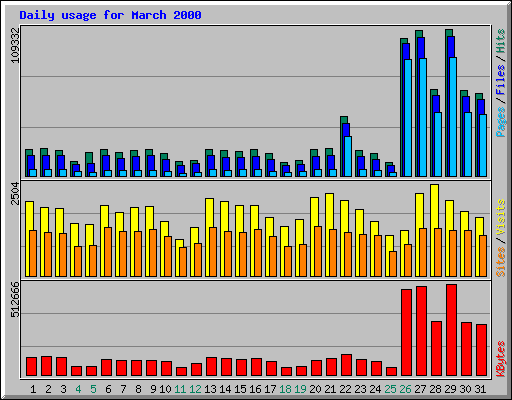 Daily usage for March 2000
109332
Pages / Files / Hits
2504
Sites / Visits
512666
KBytes
1 2 3 4 5 6 7 8 9 10 11 12 13 14 15 16 17 18 19 20 21 22 23 24 25 26 27 28 29 30 31